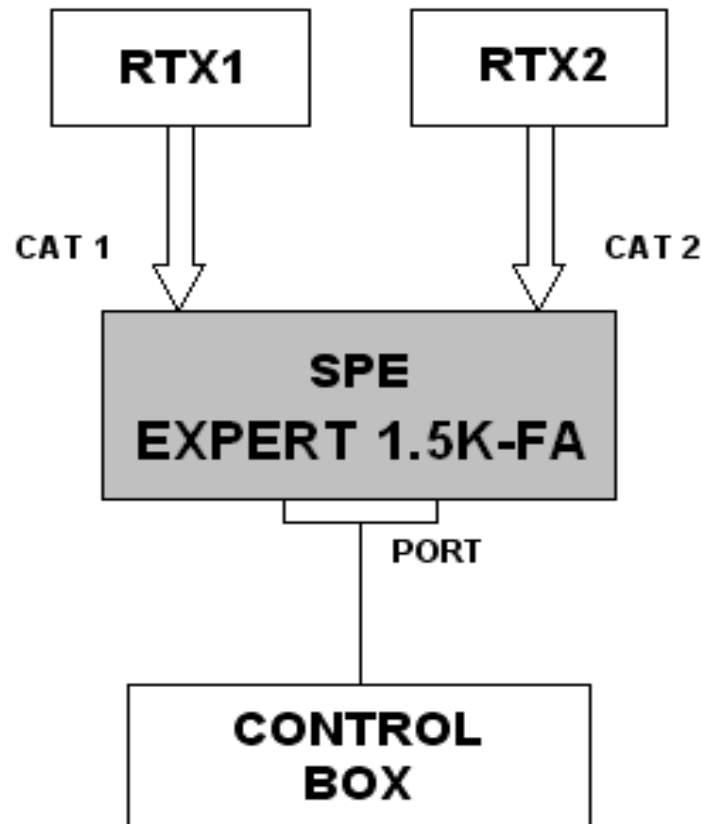 RTX1
RTX2
CAT 1
CAT 2
SPE
EXPERT 1.5K-FA
PORT
CONTROL
BOX